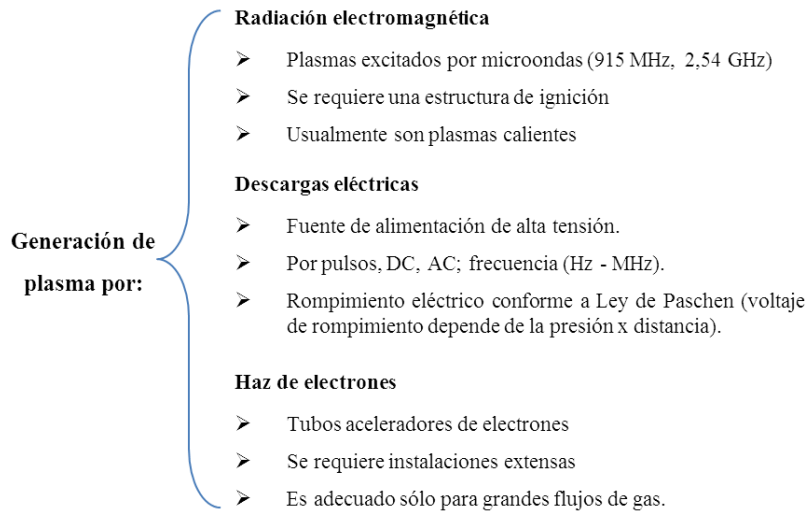 Generación de
plasma por:
Radiación electromagnética
➢ Plasmas excitados por microondas (915 MHz, 2,54 GHz)
➢ Se requiere una estructura de ignición
➢ Usualmente son plasmas calientes
Descargas eléctricas
➢ Fuente de alimentación de alta tensión.
➢ Por pulsos, DC, AC; frecuencia (Hz - MHz).
➢ Rompimiento eléctrico conforme a Ley de Paschen (voltaje
de rompimiento depende de la presión x distancia).
Haz de electrones
➢ Tubos aceleradores de electrones
➢ Se requiere instalaciones extensas
➢ Es adecuado sólo para grandes flujos de gas.